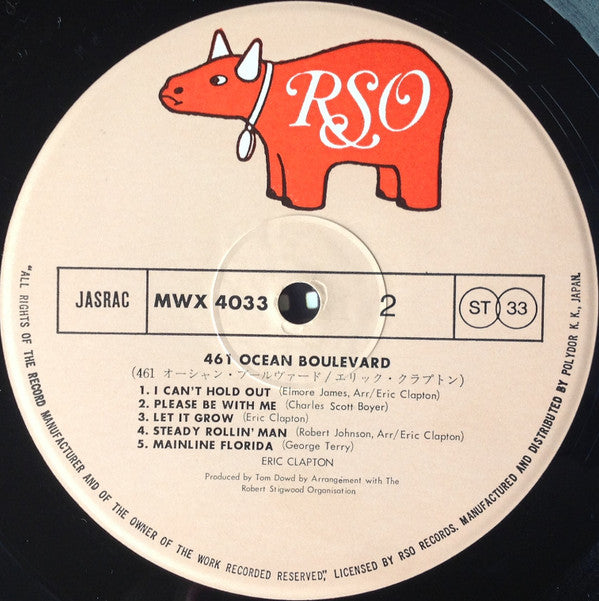 RSO
JASRAC
MWX 4033
2
ST 33
461 OCEAN BOULEVARD
(461 オーシャン・ブールヴァード/エリック・クラプトン)
1. I CAN'T HOLD OUT (Elmore James, Arr/Eric Clapton)
2. PLEASE BE WITH ME (Charles Scott Boyer)
3. LET IT GROW (Eric Clapton)
4. STEADY ROLLIN' MAN (Robert Johnson, Arr/Eric Clapton)
5. MAINLINE FLORIDA (George Terry)
ERIC CLAPTON
Produced by Tom Dowd by Arrangement with The
Robert Stigwood Organisation
"ALL RIGHTS OF THE RECORD MANUFACTURER AND OF THE OWNER OF THE WORK RECORDED RESERVED," LICENSED BY RSO RECORDS. MANUFACTURED AND DISTRIBUTED BY POLYDOR K. K., JAPAN.